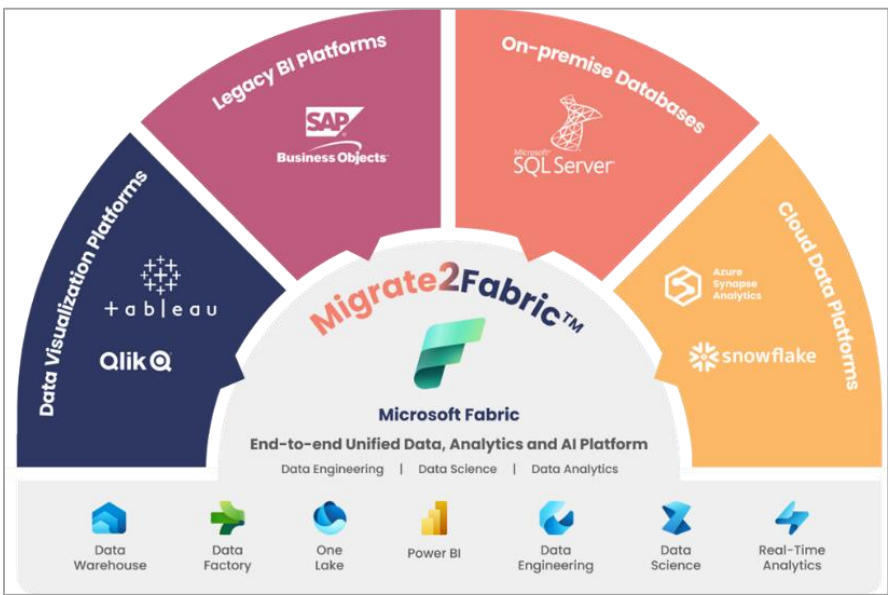 Data Visualization Platforms
+ableau
Qlik
Legacy BI Platforms
SAP
Business Objects
On-premise Databases
Microsoft
SQL Server
Cloud Data Platforms
Azure
Synapse
Analytics
snowflake
Migrate2Fabric™
Microsoft Fabric
End-to-end Unified Data, Analytics and AI Platform
Data Engineering | Data Science | Data Analytics
Data
Warehouse
Data
Factory
One
Lake
Power BI
Data
Engineering
Data
Science
Real-Time
Analytics